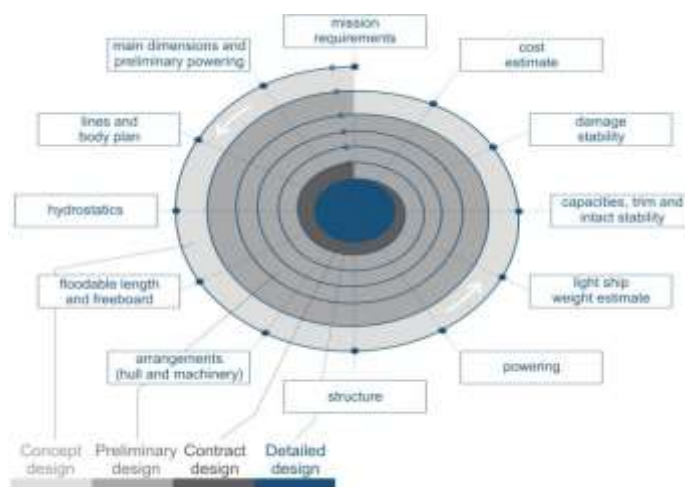 mission
requirements
main dimensions and
preliminary powering
cost
estimate
lines and
body plan
damage
stability
hydrostatics
capacities, trim and
intact stability
floodable length
and freeboard
light ship
weight estimate
arrangements
(hull and machinery)
powering
structure
Concept
design
Preliminary
design
Contract
design
Detailed
design